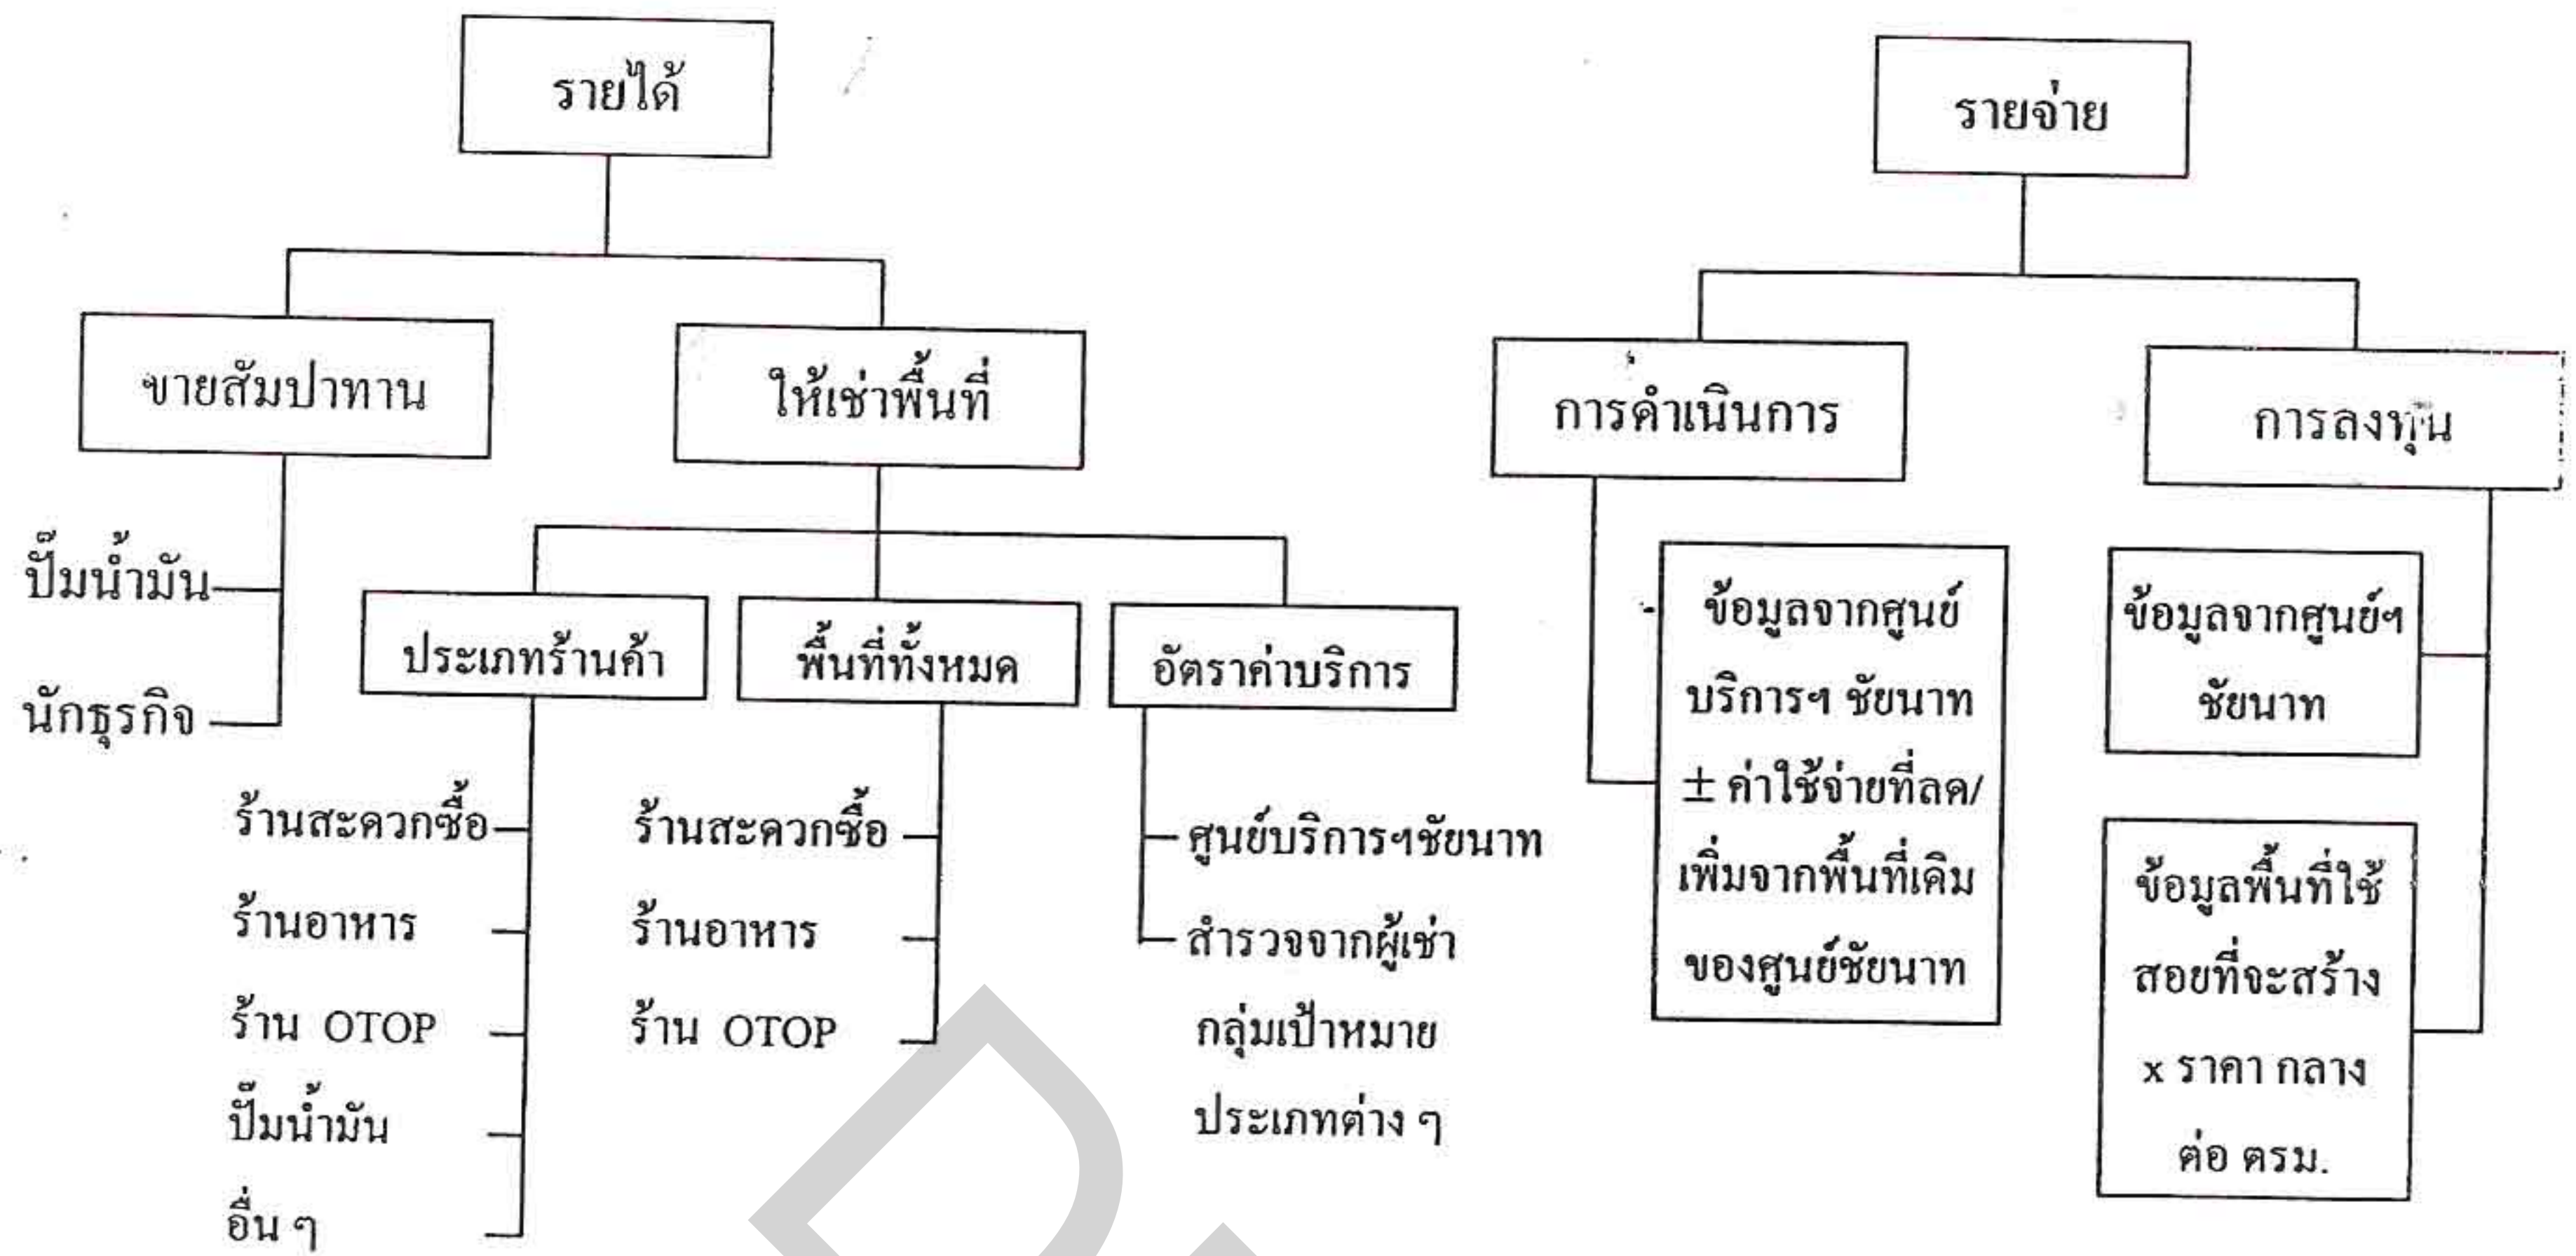 รายได้
รายจ่าย
ขายสัมปาทาน
ให้เช่าพื้นที่
การดำเนินการ
การลงทุน
ปั๊มน้ำมัน
นักธุรกิจ
ประเภทร้านค้า
พื้นที่ทั้งหมด
อัตราค่าบริการ
ร้านสะดวกซื้อ
ร้านอาหาร
ร้าน OTOP
ปั๊มน้ำมัน
อื่น ๆ
ร้านสะดวกซื้อ
ร้านอาหาร
ร้าน OTOP
ศูนย์บริการฯชัยนาท
สำรวจจากผู้เช่า
กลุ่มเป้าหมาย
ประเภทต่าง ๆ
ข้อมูลจากศูนย์
บริการฯ ชัยนาท
± ค่าใช้จ่ายที่ลด/
เพิ่มจากพื้นที่เดิม
ของศูนย์ชัยนาท
ข้อมูลจากศูนย์ฯ
ชัยนาท
ข้อมูลพื้นที่ใช้
สอยที่จะสร้าง
x ราคา กลาง
ต่อ ตรม.